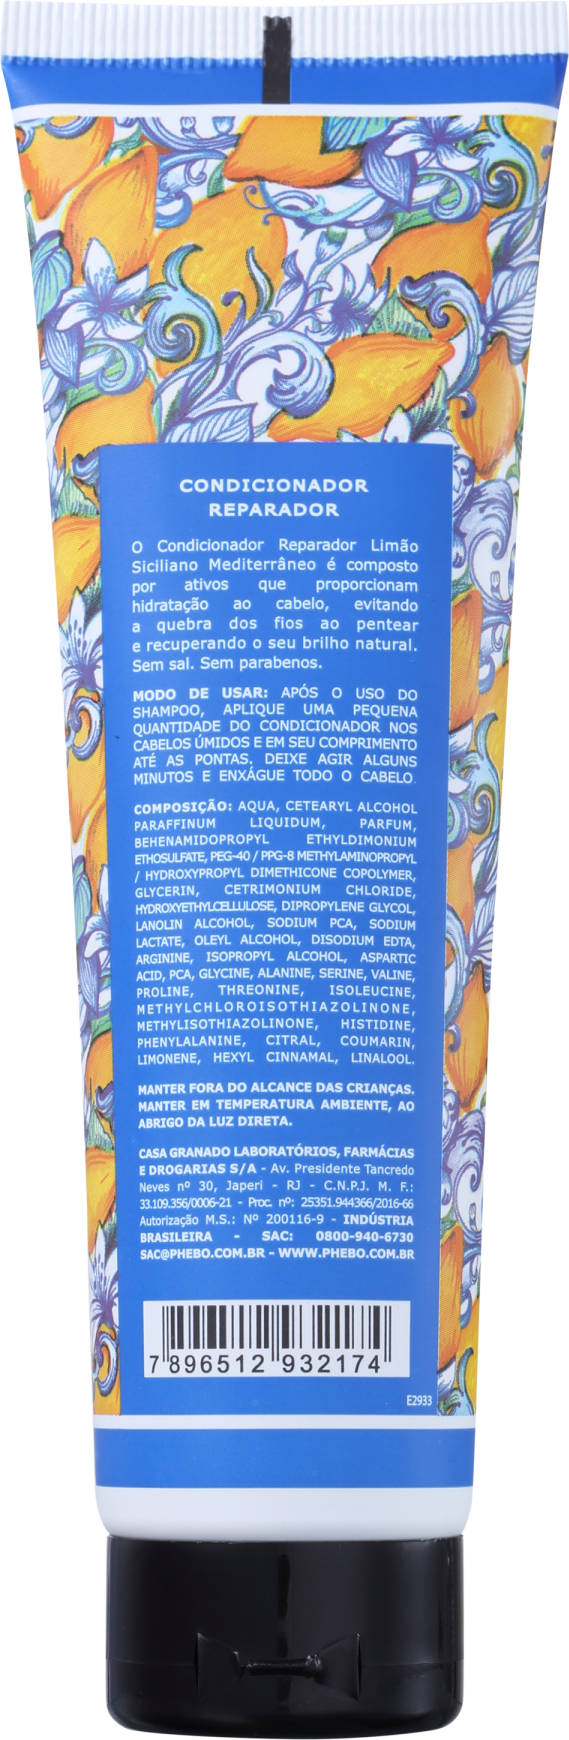 CONDICIONADOR
REPARADOR
O Condicionador Reparador Limão
Siciliano Mediterrâneo é composto
por ativos que proporcionam
hidratação ao cabelo, evitando
a quebra dos fios ao pentear
e recuperando o seu brilho natural.
Sem sal. Sem parabenos.
MODO DE USAR: APÓS O USO DO
SHAMPOO, APLIQUE UMA PEQUENA
QUANTIDADE DO CONDICIONADOR NOS
CABELOS ÚMIDOS E EM SEU COMPRIMENTO
ATÉ AS PONTAS. DEIXE AGIR ALGUNS
MINUTOS E ENXÁGUE TODO O CABELO.
COMPOSIÇÃO: AQUA, CETEARYL ALCOHOL
PARAFFINUM LIQUIDUM, PARFUM,
BEHENAMIDOPROPYL ETHYLDIMONIUM
ETHOSULFATE, PEG-40 / PPG-8 METHYLAMINOPROPYL
/ HYDROXYPROPYL DIMETHICONE COPOLYMER,
GLYCERIN, CETRIMONIUM CHLORIDE,
HYDROXYETHYLCELLULOSE, DIPROPYLENE GLYCOL,
LANOLIN ALCOHOL, SODIUM PCA, SODIUM
LACTATE, OLEYL ALCOHOL, DISODIUM EDTA,
ARGININE, ISOPROPYL ALCOHOL, ASPARTIC
ACID, PCA, GLYCINE, ALANINE, SERINE, VALINE,
PROLINE, THREONINE, ISOLEUCINE,
METHYLCHLOROISOTHIAZOLINONE,
METHYLISOTHIAZOLINONE, HISTIDINE,
PHENYLALANINE, CITRAL, COUMARIN,
LIMONENE, HEXYL CINNAMAL, LINALOOL.
MANTER FORA DO ALCANCE DAS CRIANÇAS.
MANTER EM TEMPERATURA AMBIENTE, AO
ABRIGO DA LUZ DIRETA.
CASA GRANADO LABORATÓRIOS, FARMÁCIAS
E DROGARIAS S/A - Av. Presidente Tancredo
Neves nº 30, Japeri - RJ - C.N.P.J. M. F.:
33.109.356/0006-21 - Proc. nº: 25351.944366/2016-66
Autorização M.S.: Nº 200116-9 - INDÚSTRIA
BRASILEIRA - SAC: 0800-940-6730
SAC@PHEBO.COM.BR - WWW.PHEBO.COM.BR
7 896512 932174
E2933